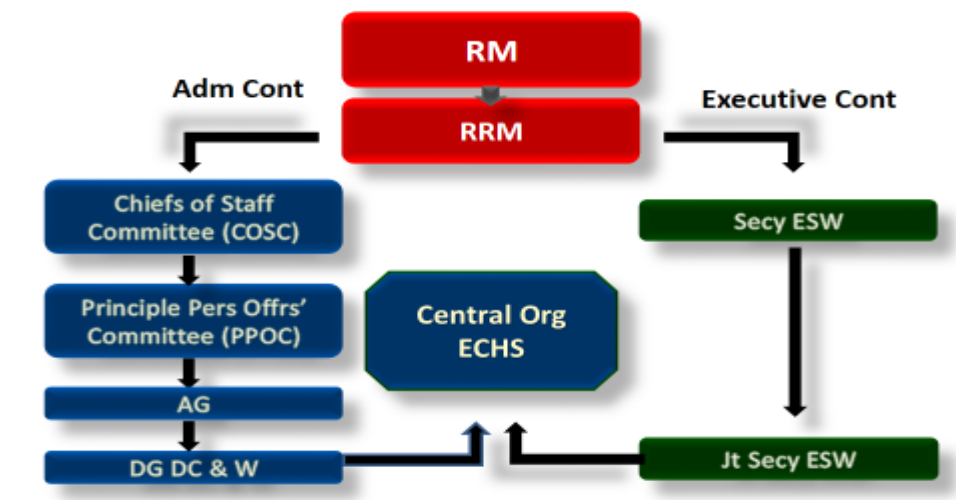 RM
Adm Cont
Executive Cont
RRM
Chiefs of Staff
Committee (COSC)
Secy ESW
Principle Pers Offrs’
Committee (PPOC)
Central Org
ECHS
AG
DG DC & W
Jt Secy ESW